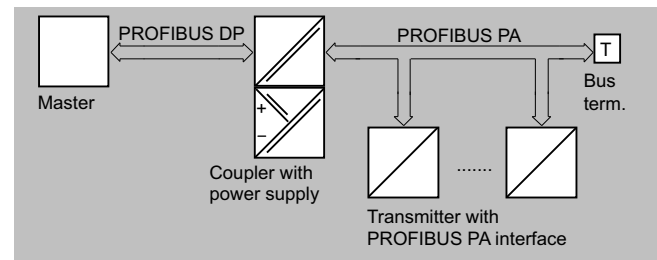 PROFIBUS DP
PROFIBUS PA
T
Master
Bus
term.
+
–
Coupler with
power supply
.......
Transmitter with
PROFIBUS PA interface